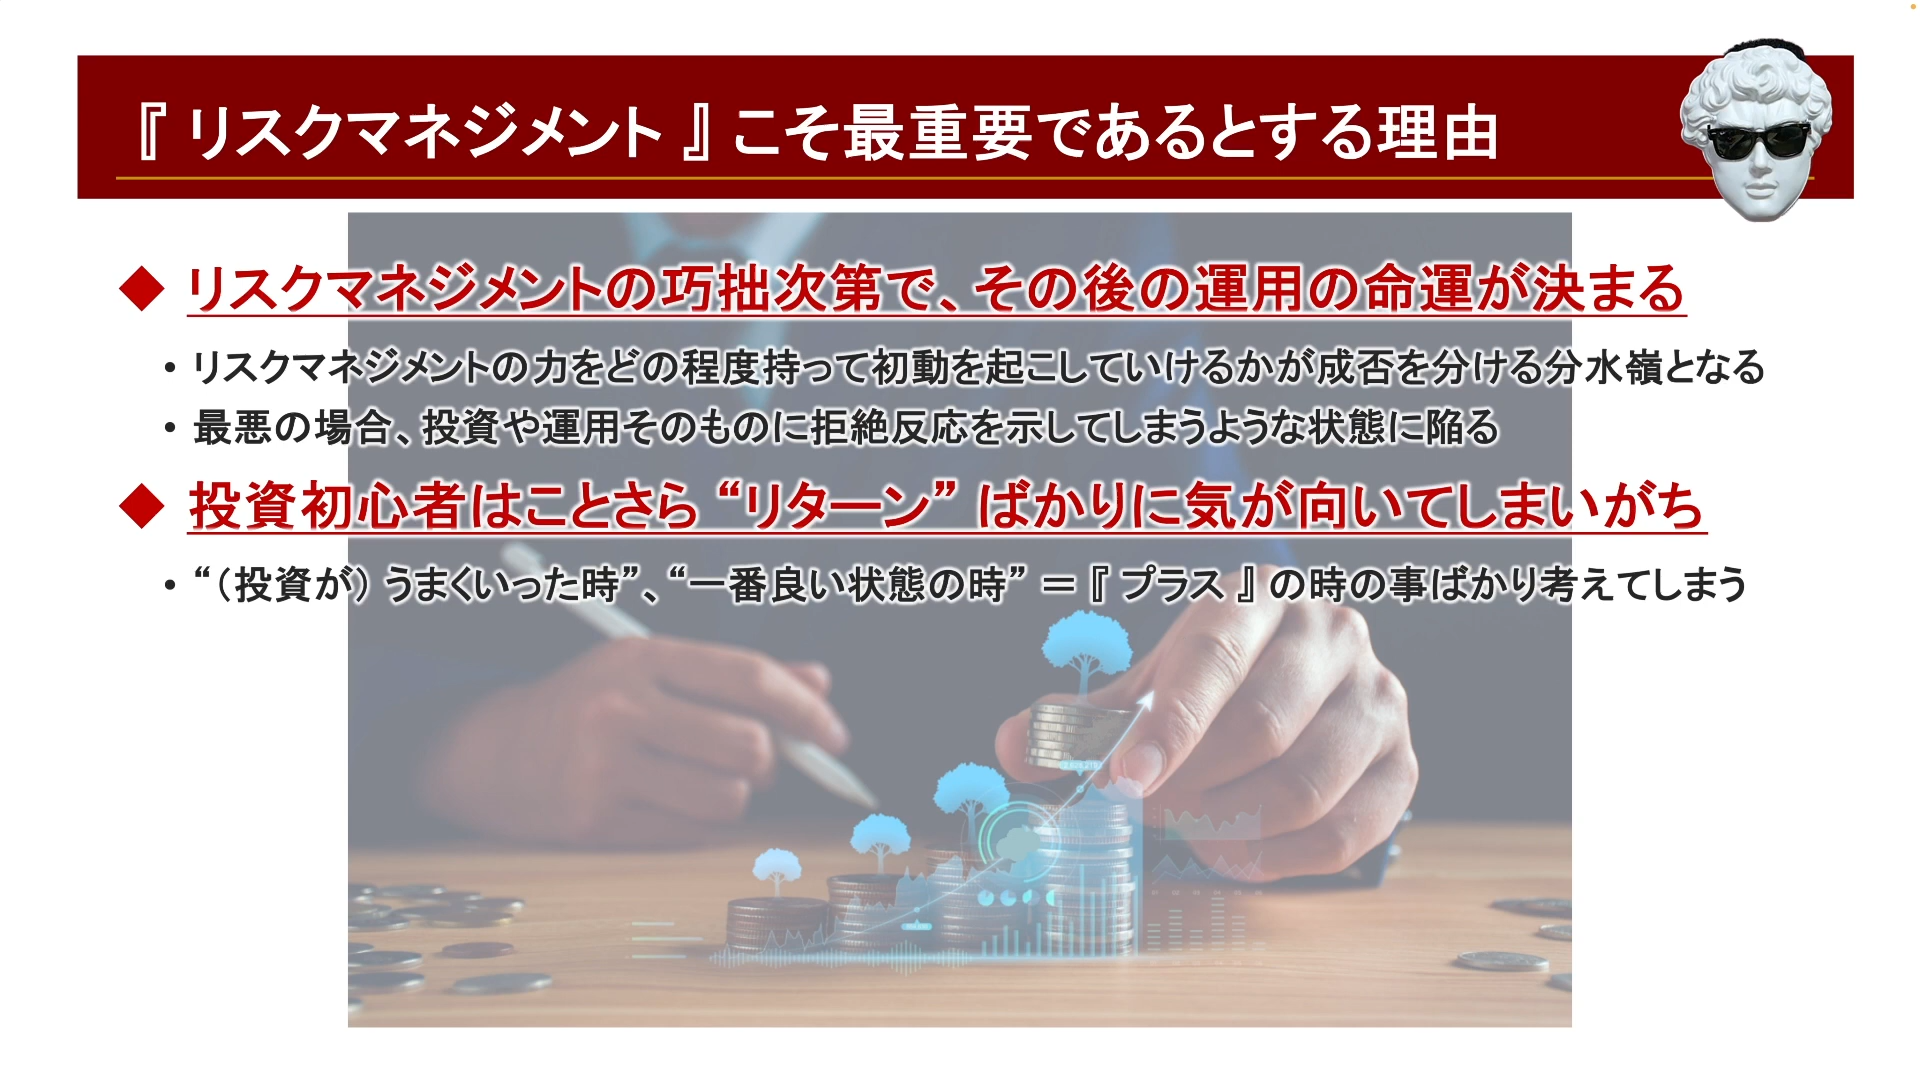 『 リスクマネジメント 』こそ最重要であるとする理由
◆ リスクマネジメントの巧拙次第で、その後の運用の命運が決まる
• リスクマネジメントの力をどの程度持って初動を起こしていけるかが成否を分ける分水嶺となる
• 最悪の場合、投資や運用そのものに拒絶反応を示してしまうような状態に陥る
◆ 投資初心者はことさら “リターン” ばかりに気が向いてしまいがち
• “（投資が）うまくいった時”、“一番良い状態の時” ＝『 プラス 』の時の事ばかり考えてしまう